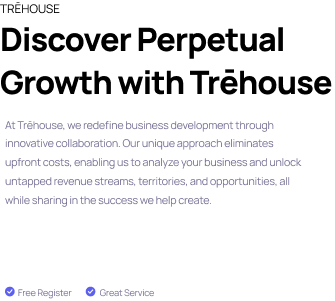 TRĒHOUSE
Discover Perpetual
Growth with Trēhouse
At Trēhouse, we redefine business development through
innovative collaboration. Our unique approach eliminates
upfront costs, enabling us to analyze your business and unlock
untapped revenue streams, territories, and opportunities, all
while sharing in the success we help create.
Free Register Great Service